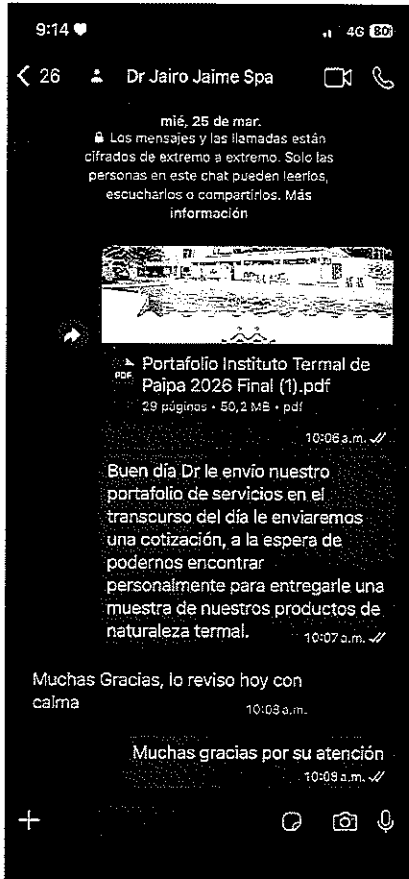 9:14
4G 80
26 Dr Jairo Jaime Spa
mié, 25 de mar.
Los mensajes y las llamadas están
cifrados de extremo a extremo. Solo las
personas en este chat pueden leerlos,
escucharlos o compartirlos. Más
información
PDF
Portafolio Instituto Termal de
Paipa 2026 Final (1).pdf
29 páginas • 50,2 MB • pdf
10:06 a.m.
Buen día Dr le envío nuestro
portafolio de servicios en el
transcurso del día le enviaremos
una cotización, a la espera de
podernos encontrar
personalmente para entregarle una
muestra de nuestros productos de
naturaleza termal.
10:07 a.m.
Muchas Gracias, lo reviso hoy con
calma
10:08 a.m.
Muchas gracias por su atención
10:08 a.m.